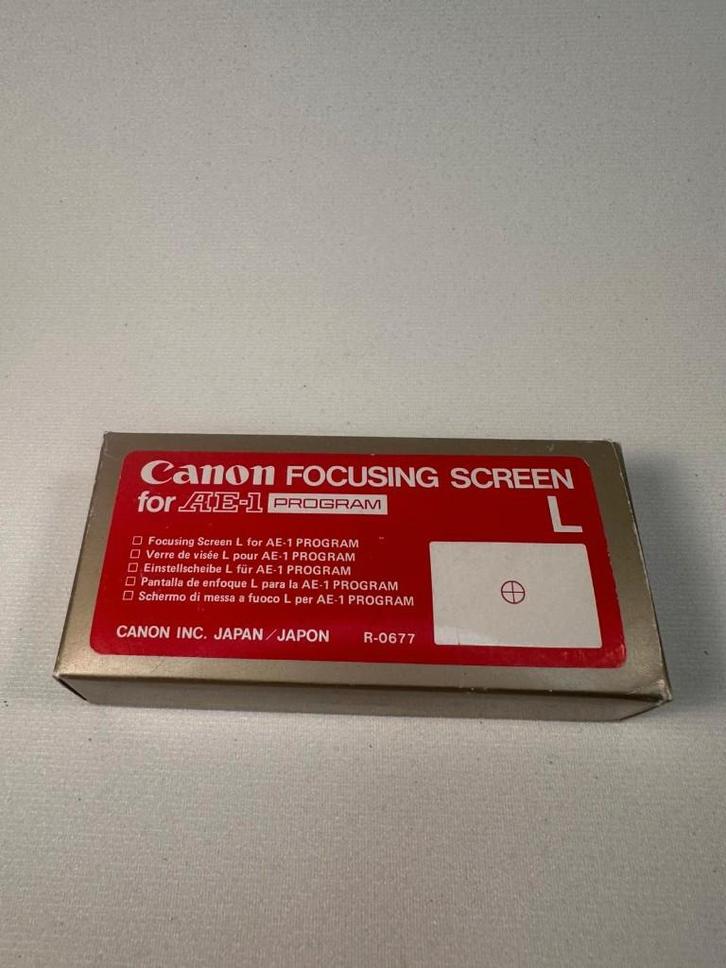 Canon FOCUSING SCREEN
for AE-1 PROGRAM
L
Focusing Screen L for AE-1 PROGRAM
Verre de visée L pour AE-1 PROGRAM
Einstellscheibe L für AE-1 PROGRAM
Pantalla de enfoque L para la AE-1 PROGRAM
Schermo di messa a fuoco L per AE-1 PROGRAM
CANON INC. JAPAN/JAPON R-0677